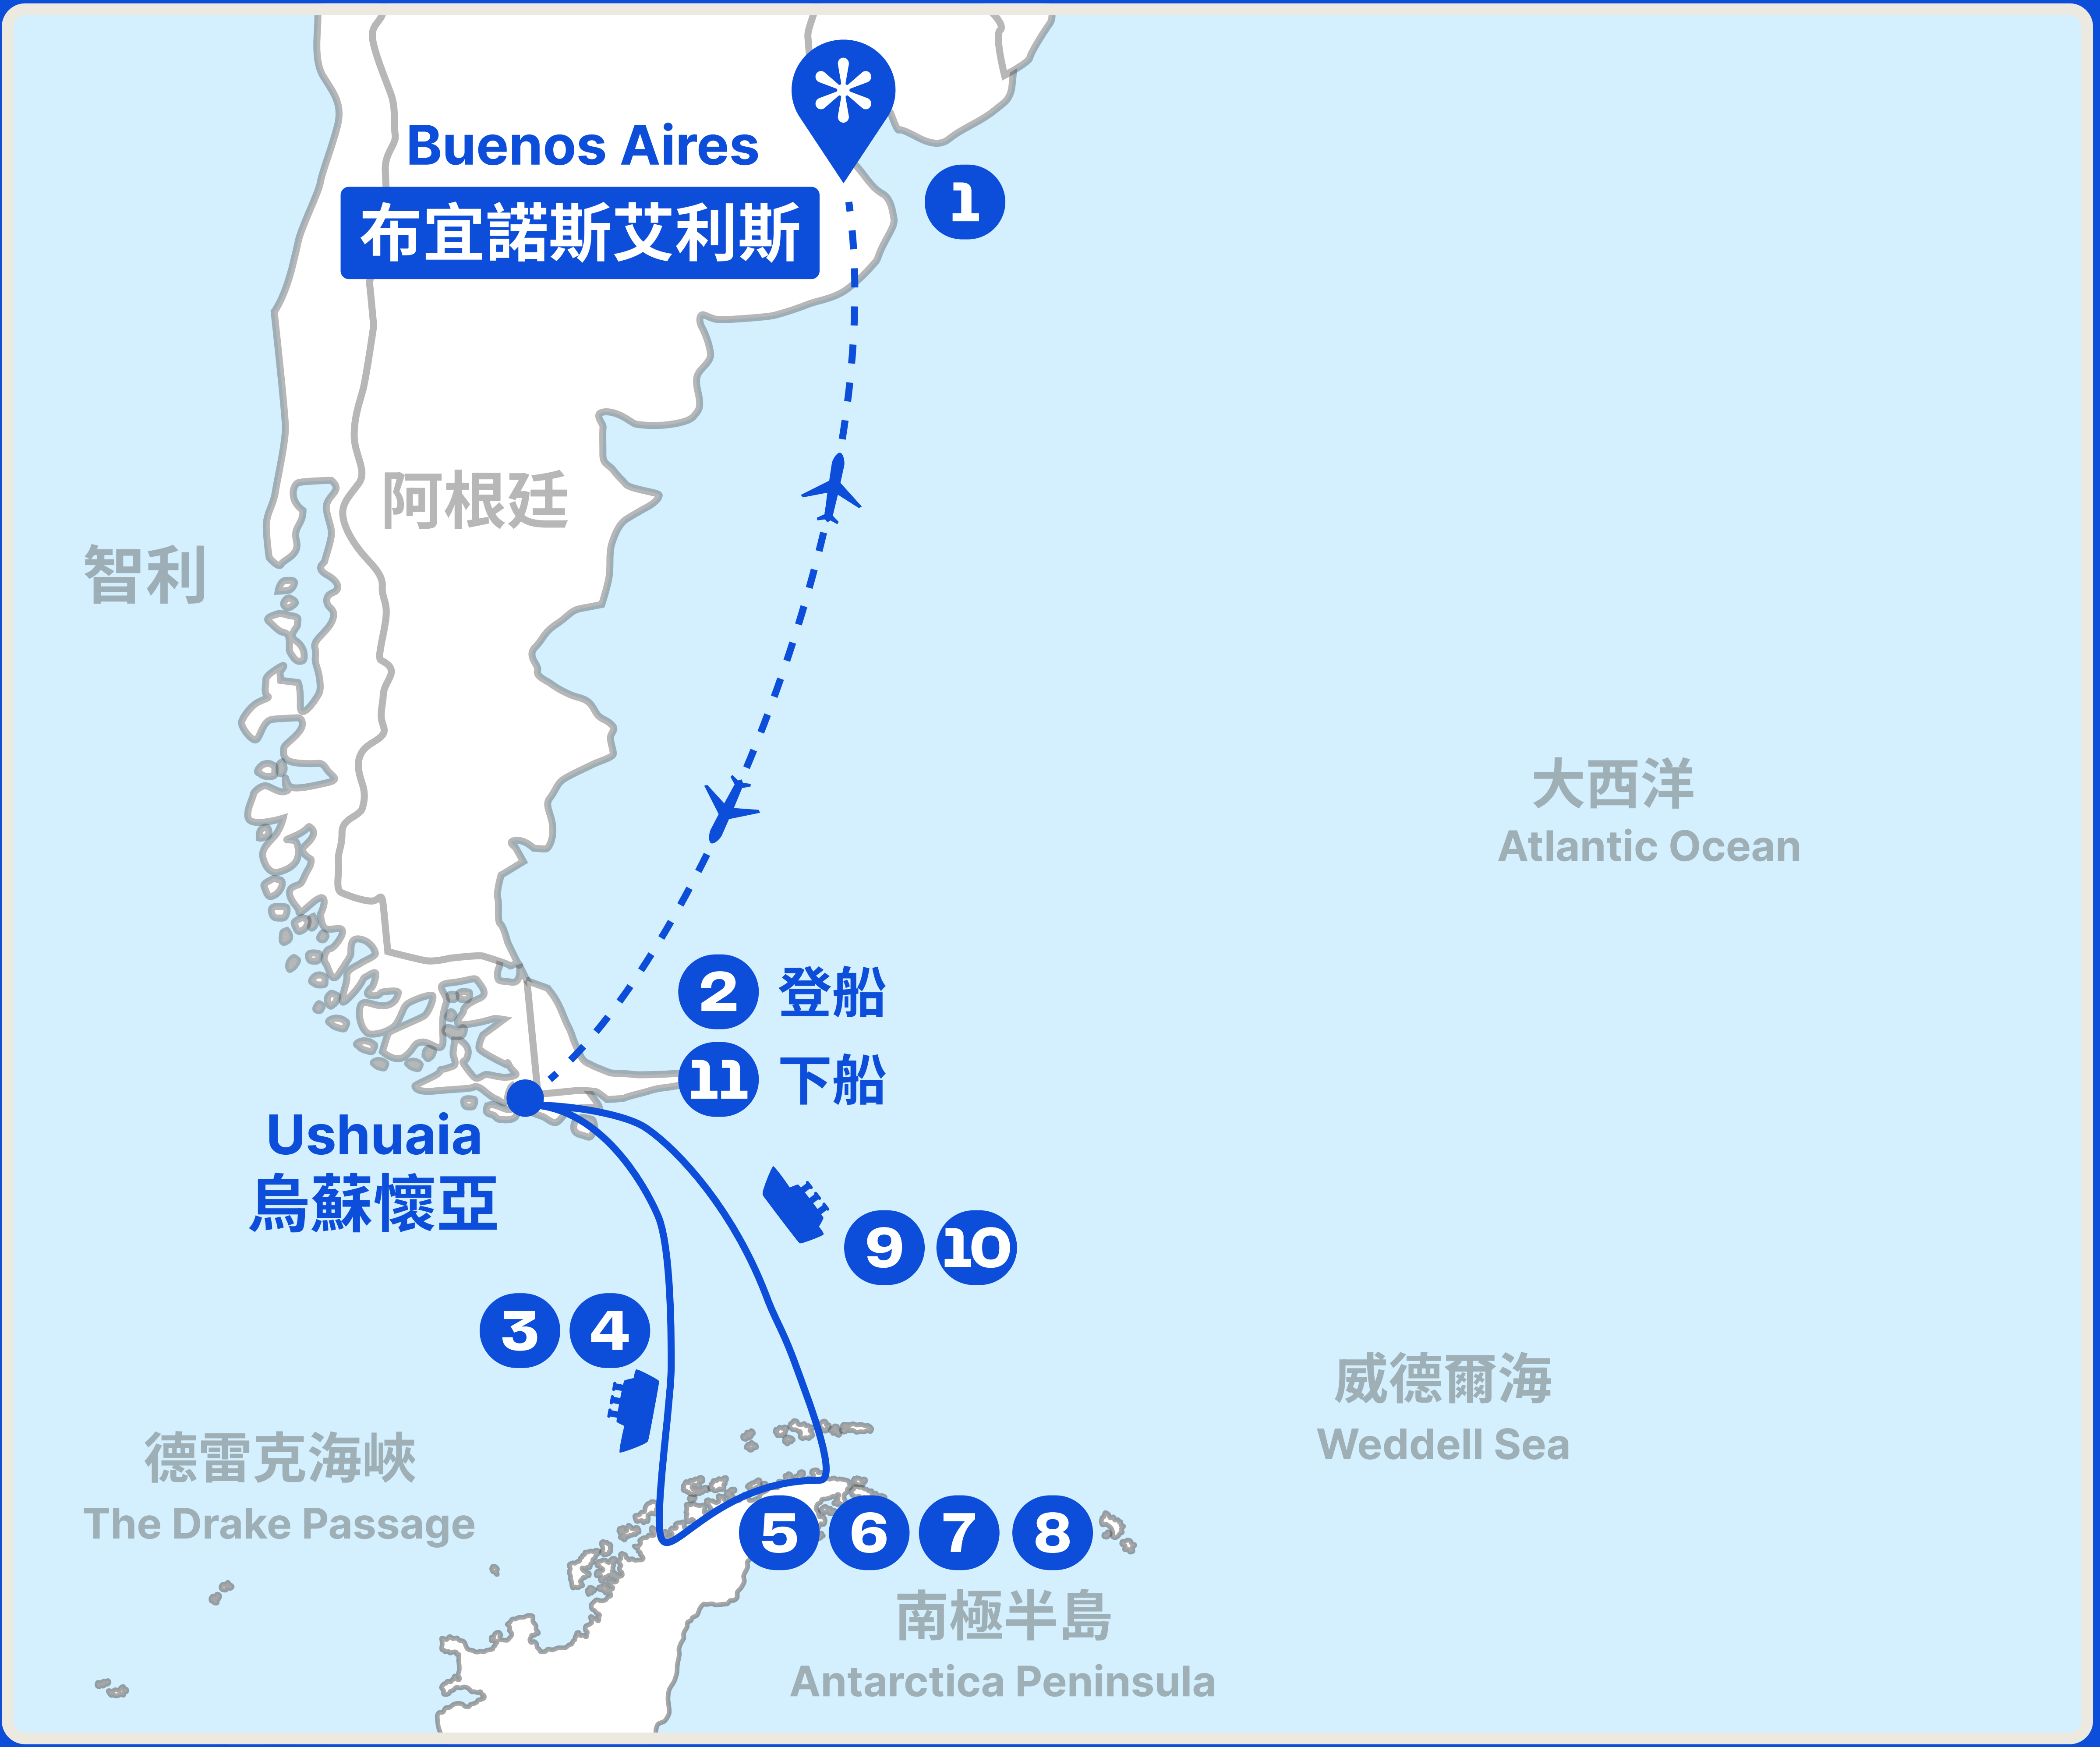 Buenos Aires
布宜諾斯艾利斯
1
阿根廷
智利
大西洋
Atlantic Ocean
2 登船
11 下船
Ushuaia
烏蘇懷亞
9 10
3 4
威德爾海
Weddell Sea
德雷克海峽
The Drake Passage
5 6 7 8
南極半島
Antarctica Peninsula